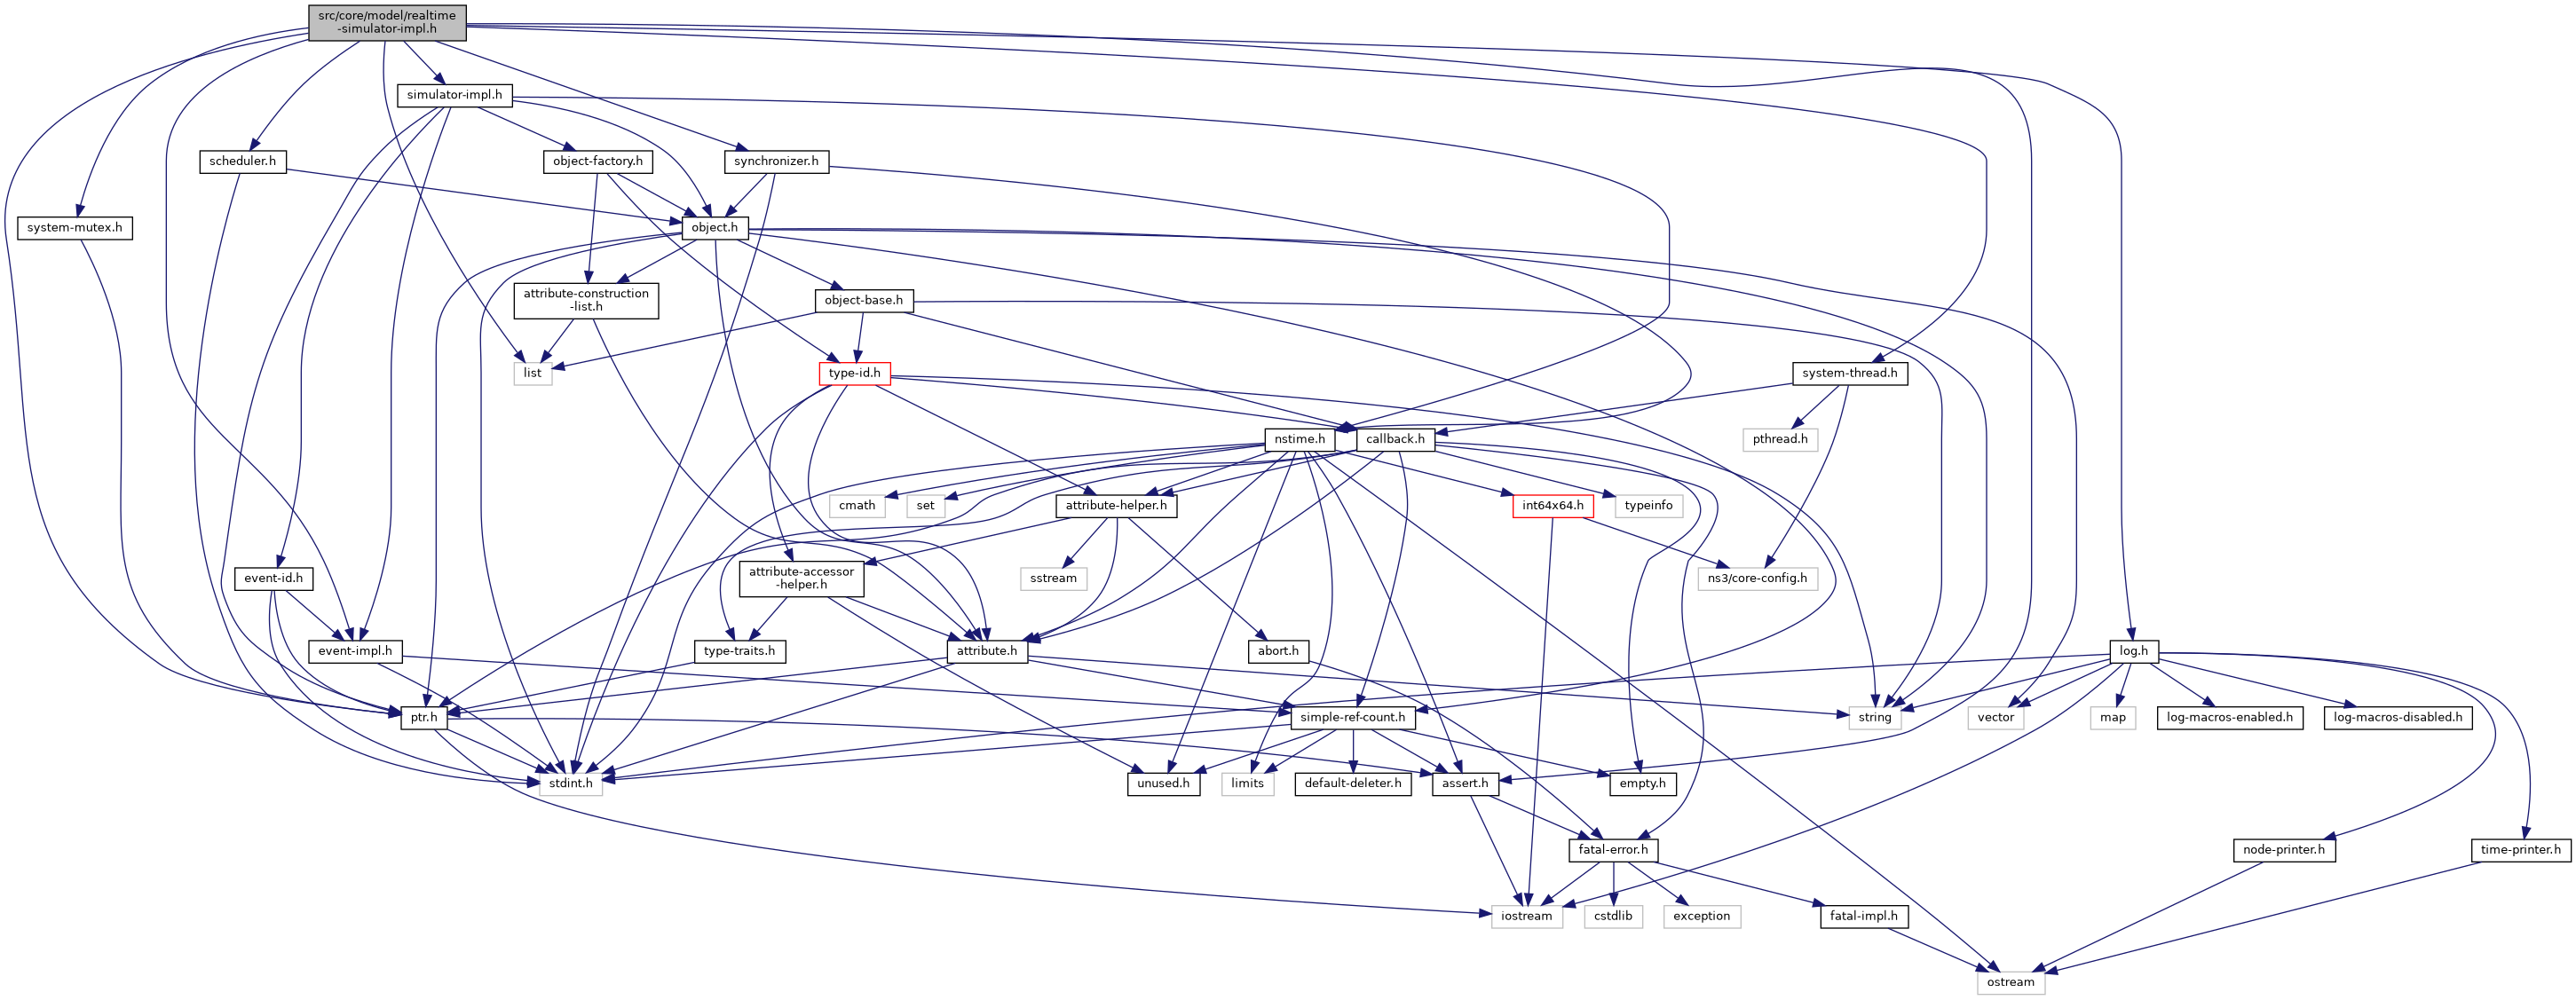 src/core/model/realtime
-simulator-impl.h
simulator-impl.h
scheduler.h
object-factory.h
synchronizer.h
system-mutex.h
object.h
attribute-construction
-list.h
object-base.h
list
type-id.h
system-thread.h
nstime.h
callback.h
pthread.h
cmath
set
attribute-helper.h
int64x64.h
typeinfo
event-id.h
attribute-accessor
-helper.h
sstream
ns3/core-config.h
event-impl.h
type-traits.h
attribute.h
abort.h
log.h
ptr.h
simple-ref-count.h
string
vector
map
log-macros-enabled.h
log-macros-disabled.h
stdint.h
unused.h
limits
default-deleter.h
assert.h
empty.h
fatal-error.h
node-printer.h
time-printer.h
iostream
cstdlib
exception
fatal-impl.h
ostream